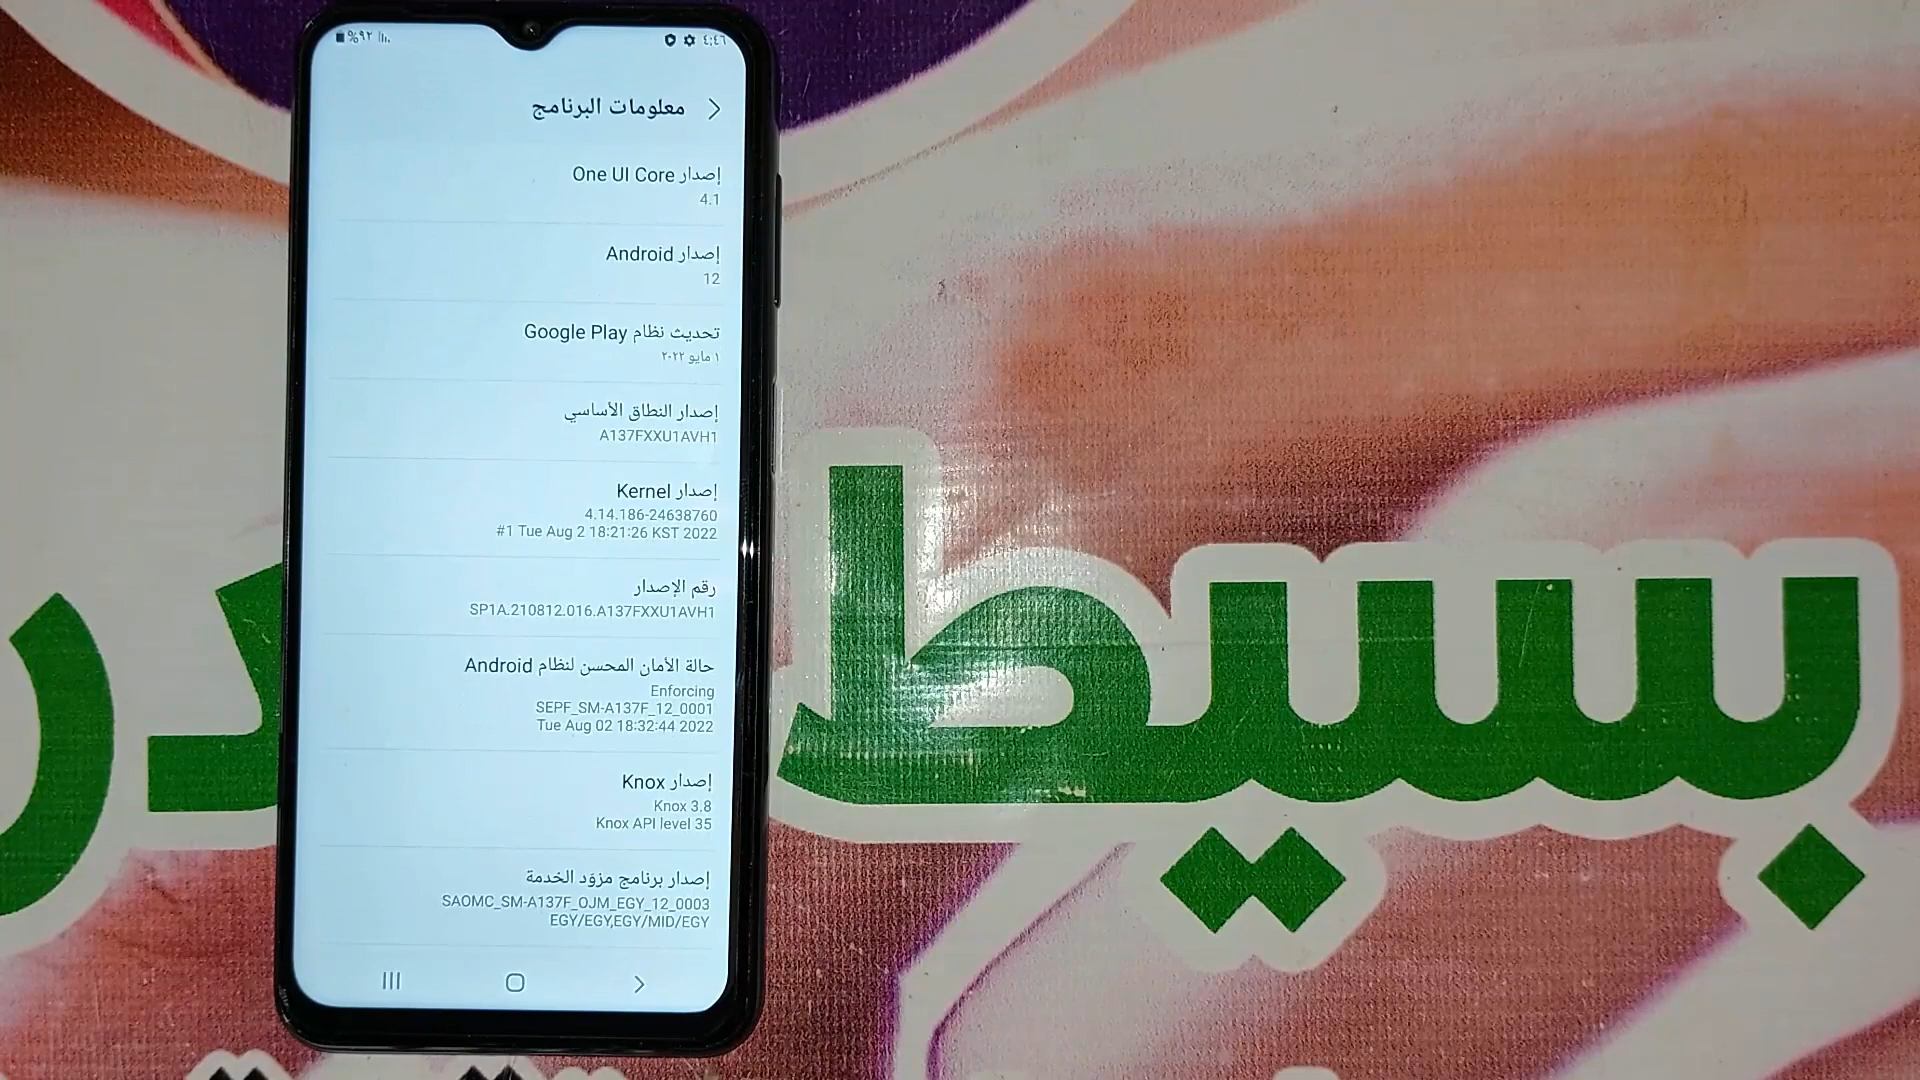 ٤:٤٦
%٩٢
معلومات البرنامج
إصدار One UI Core
4.1
إصدار Android
12
تحديث نظام Google Play
١ مايو ٢٠٢٢
إصدار النطاق الأساسي
A137FXXU1AVH1
إصدار Kernel
4.14.186-24638760
#1 Tue Aug 2 18:21:26 KST 2022
رقم الإصدار
SP1A.210812.016.A137FXXU1AVH1
حالة الأمان المحسن لنظام Android
Enforcing
SEPF_SM-A137F_12_0001
Tue Aug 02 18:32:44 2022
إصدار Knox
Knox 3.8
Knox API level 35
إصدار برنامج مزوّد الخدمة
SAOMC_SM-A137F_OJM_EGY_12_0003
EGY/EGY,EGY/MID/EGY
بسيط